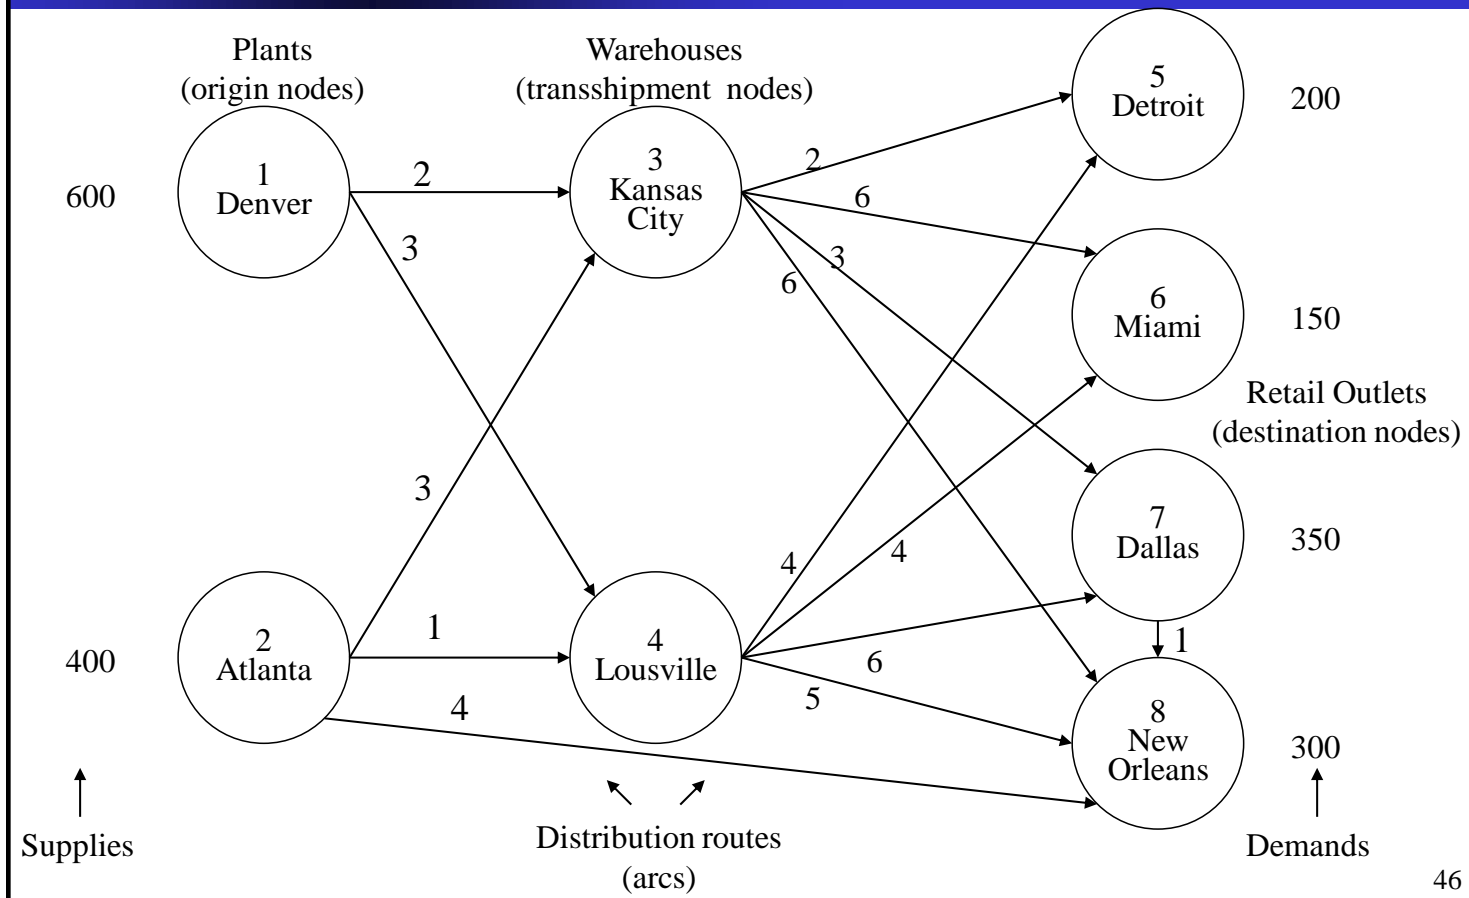 Plants
(origin nodes)
Warehouses
(transshipment nodes)
5
Detroit
200
600
1
Denver
2
3
3
Kansas
City
2
6
3
6
6
Miami
150
Retail Outlets
(destination nodes)
3
7
Dallas
350
4
4
1
400
2
Atlanta
1
4
Lousville
6
5
4
8
New
Orleans
300
Supplies
Distribution routes
(arcs)
Demands
46